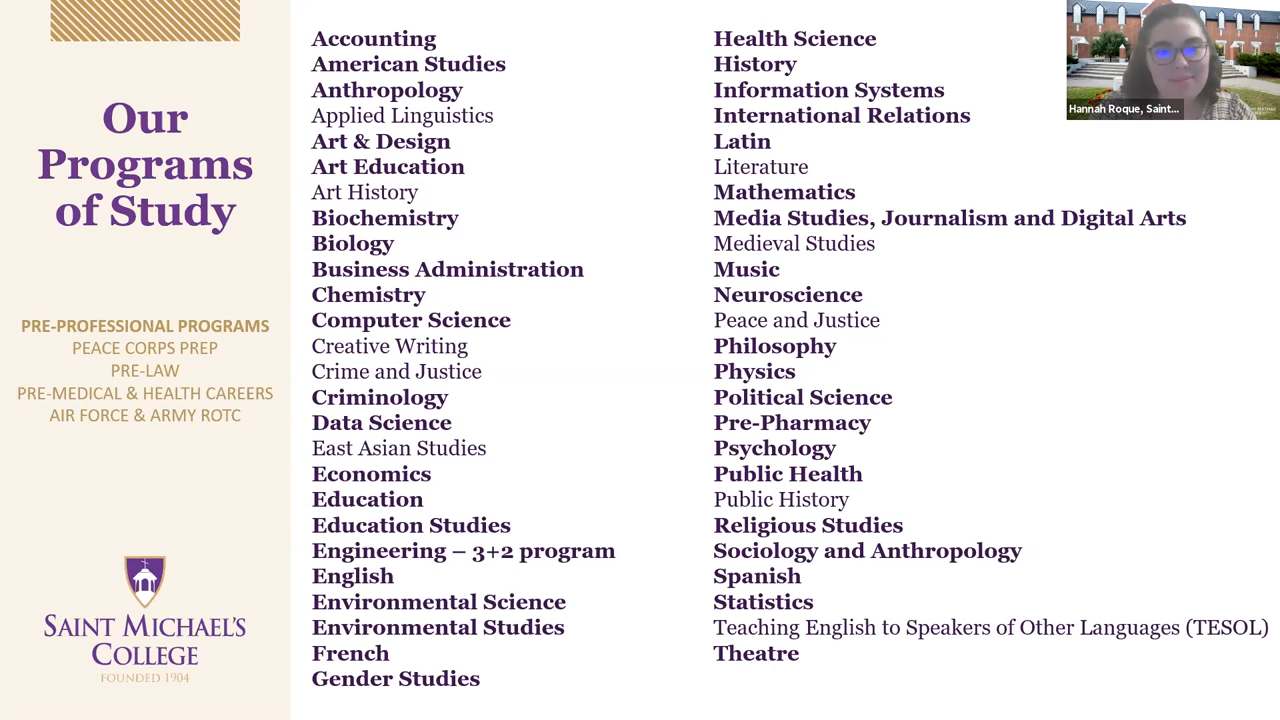 Our
Programs
of Study
PRE-PROFESSIONAL PROGRAMS
PEACE CORPS PREP
PRE-LAW
PRE-MEDICAL & HEALTH CAREERS
AIR FORCE & ARMY ROTC
SAINT MICHAEL'S
COLLEGE
FOUNDED 1904
Accounting
American Studies
Anthropology
Applied Linguistics
Art & Design
Art Education
Art History
Biochemistry
Biology
Business Administration
Chemistry
Computer Science
Creative Writing
Crime and Justice
Criminology
Data Science
East Asian Studies
Economics
Education
Education Studies
Engineering – 3+2 program
English
Environmental Science
Environmental Studies
French
Gender Studies
Health Science
History
Information Systems
International Relations
Latin
Literature
Mathematics
Media Studies, Journalism and Digital Arts
Medieval Studies
Music
Neuroscience
Peace and Justice
Philosophy
Physics
Political Science
Pre-Pharmacy
Psychology
Public Health
Public History
Religious Studies
Sociology and Anthropology
Spanish
Statistics
Teaching English to Speakers of Other Languages (TESOL)
Theatre
Hannah Roque, Saint...